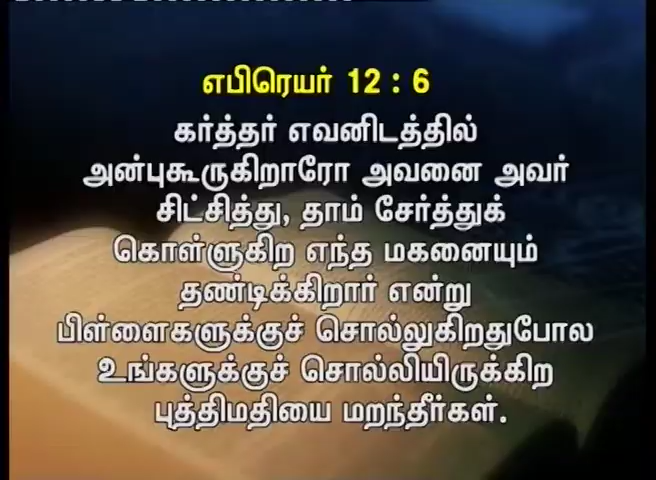 எபிரெயர் 12 : 6
கர்த்தர் எவனிடத்தில்
அன்புகூருகிறாரோ அவனை அவர்
சிட்சித்து, தாம் சேர்த்துக்
கொள்ளுகிற எந்த மகனையும்
தண்டிக்கிறார் என்று
பிள்ளைகளுக்குச் சொல்லுகிறதுபோல
உங்களுக்குச் சொல்லியிருக்கிற
புத்திமதியை மறந்தீர்கள்.